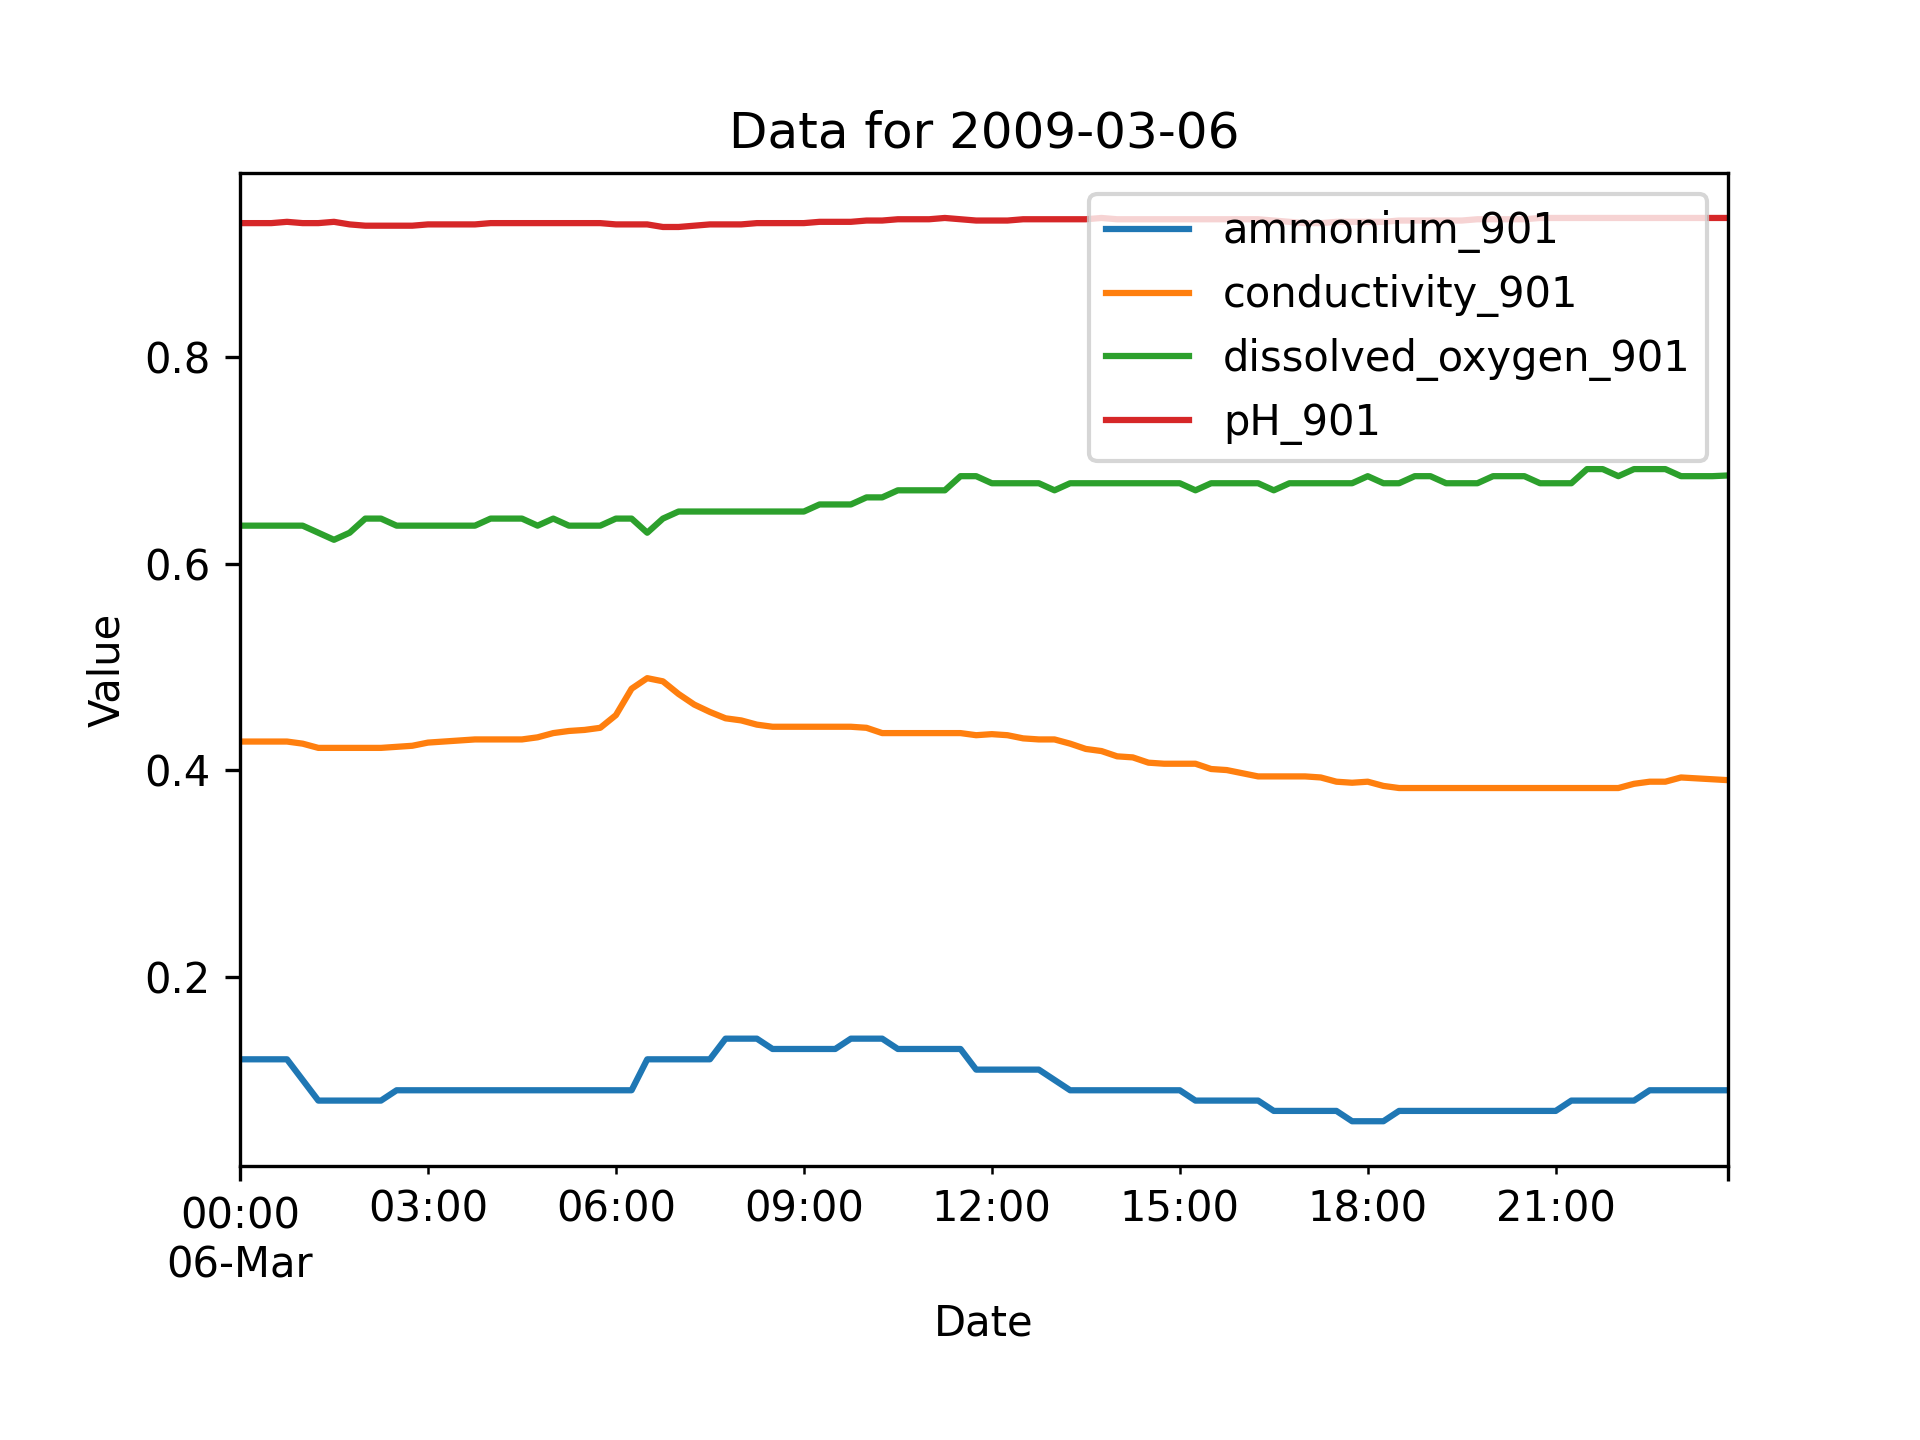 Data for 2009-03-06
ammonium_901
conductivity_901
dissolved_oxygen_901
pH_901
0.8
0.6
0.4
0.2
Value
00:00 03:00 06:00 09:00 12:00 15:00 18:00 21:00
06-Mar
Date